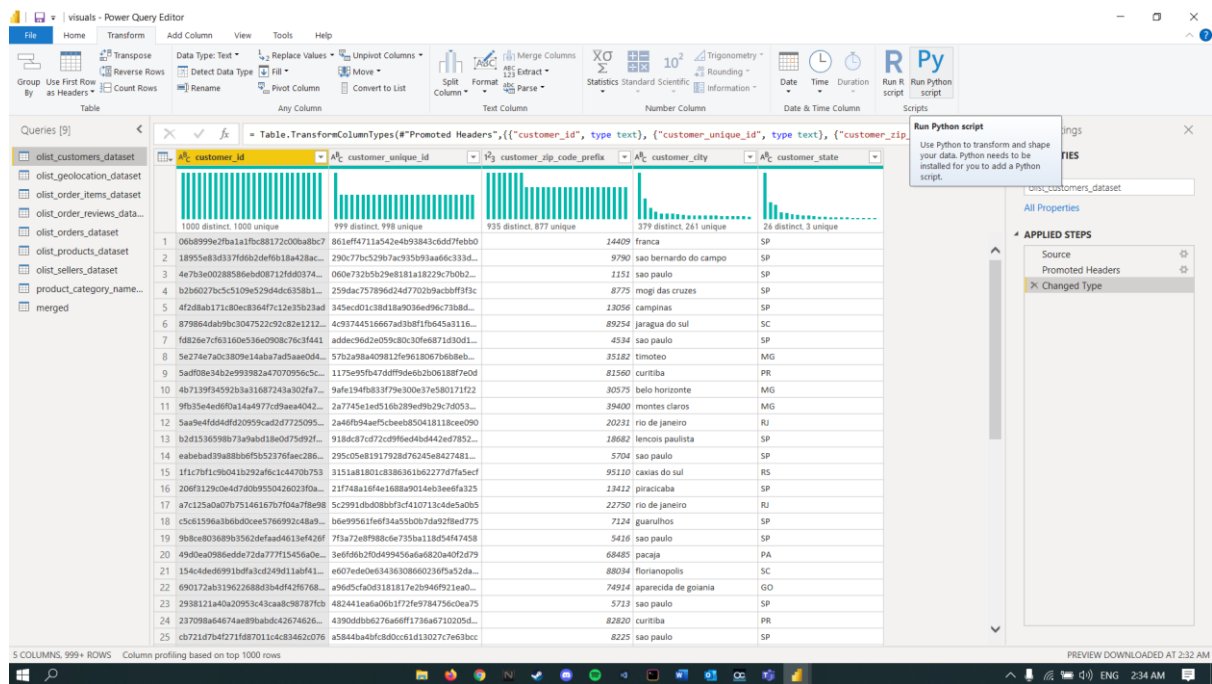 visuals - Power Query Editor
File Home Transform Add Column View Tools Help
Group By
Use First Row as Headers
Transpose
Reverse Rows
Count Rows
Table
Data Type: Text
Detect Data Type
Rename
Replace Values
Fill
Pivot Column
Unpivot Columns
Move
Convert to List
Any Column
Split Column
Format
Merge Columns
Extract
Parse
Text Column
Statistics
Standard
Scientific
Trigonometry
Rounding
Information
Number Column
Date
Time
Duration
Date & Time Column
Run R script
Run Python script
Scripts
Run Python script
Use Python to transform and shape
your data. Python needs to be
installed for you to add a Python
script.
Queries [9]
olist_customers_dataset
olist_geolocation_dataset
olist_order_items_dataset
olist_order_reviews_data...
olist_orders_dataset
olist_products_dataset
olist_sellers_dataset
product_category_name...
merged
= Table.TransformColumnTypes(#"Promoted Headers",{{"customer_id", type text}, {"customer_unique_id", type text}, {"customer_zip_
customer_id customer_unique_id customer_zip_code_prefix customer_city customer_state
1000 distinct, 1000 unique 999 distinct, 998 unique 935 distinct, 877 unique 379 distinct, 261 unique 26 distinct, 3 unique
1 06b8999e2fba1a1fbc88172c00ba8bc7 861eff4711a542e4b93843c6dd7febb0 14409 franca SP
2 18955e83d337fd6b2def6b18a428ac... 290c77bc529b7ac935b93aa66c333d... 9790 sao bernardo do campo SP
3 4e7b3e00288586ebd08712fdd0374... 060e732b5b29e8181a18229c7b0b2... 1151 sao paulo SP
4 b2b6027bc5c5109e529d4dc6358b1... 259dac757896d24d7702b9acbbff3f3c 8775 mogi das cruzes SP
5 4f2d8ab171c80ec8364f7c12e35b23ad 345ecd01c38d18a9036ed96c73b8d... 13056 campinas SP
6 879864dab9bc3047522c92c82e1212... 4c93744516667ad3b8f1fb645a3116... 89254 jaragua do sul SC
7 fd826e7cf63160e536e0908c76c3f441 addec96d2e059c80c30fe6871d30d1... 4534 sao paulo SP
8 5e274e7a0c3809e14aba7ad5aae0d4... 57b2a98a409812fe9618067b6b8eb... 35182 timoteo MG
9 5adf08e34b2e993982a47070956c5c... 1175e95fb47ddff9de6b2b06188f7e0d 81560 curitiba PR
10 4b7139f34592b3a31687243a302fa7... 9afe194fb833f79e300e37e580171f22 30575 belo horizonte MG
11 9fb35e4ed6f0a14a4977cd9aea4042... 2a7745e1ed516b289ed9b29c7d053... 39400 montes claros MG
12 5aa9e4fdd4dfd20959cad2d7725095... 2a46fb94aef5cbeeb850418118cee090 20231 rio de janeiro RJ
13 b2d1536598b73a9abd18e0d75d92f... 918dc87cd72cd9f6ed4bd442ed7852... 18682 lencois paulista SP
14 eabebad39a88bb6f5b52376faec286... 295c05e81917928d76245e8427481... 5704 sao paulo SP
15 1f1c7bf1c9b041b292af6c1c4470b753 3151a81801c8386361b62277d7fa5ecf 95110 caxias do sul RS
16 206f3129c0e4d7d0b9550426023f0a... 21f748a16f4e1688a9014eb3ee6fa325 13412 piracicaba SP
17 a7c125a0a07b75146167b7f04a7f8e98 5c2991dbd08bbf3cf410713c4de5a0b5 22750 rio de janeiro RJ
18 c5c61596a3b6bd0cee5766992c48a9... b6e99561fe6f34a55b0b7da92f8ed775 7124 guarulhos SP
19 9b8ce803689b3562defaad4613ef426f 7f3a72e8f988c6e735ba118d54f47458 5416 sao paulo SP
20 49d0ea0986edde72da777f15456a0e... 3e6fd6b2f0d499456a6a6820a40f2d79 68485 pacaja PA
21 154c4ded6991bdfa3cd249d11abf41... e607ede0e63436308660236f5a52da... 88034 florianopolis SC
22 690172ab319622688d3b4df42f6768... a96d5cfa0d3181817e2b946f921ea0... 74914 aparecida de goiania GO
23 2938121a40a20953c43caa8c98787fcb 482441ea6a06b1f72fe9784756c0ea75 5713 sao paulo SP
24 237098a64674ae89babdc42674626... 4390ddbb6276a66ff1736a6710205d... 82820 curitiba PR
25 cb721d7b4f271fd87011c4c83462c076 a5844ba4bfc8d0cc61d13027c7e63bcc 8225 sao paulo SP
olist_customers_dataset
All Properties
APPLIED STEPS
Source
Promoted Headers
Changed Type
5 COLUMNS, 999+ ROWS Column profiling based on top 1000 rows
PREVIEW DOWNLOADED AT 2:32 AM
ENG 2:34 AM